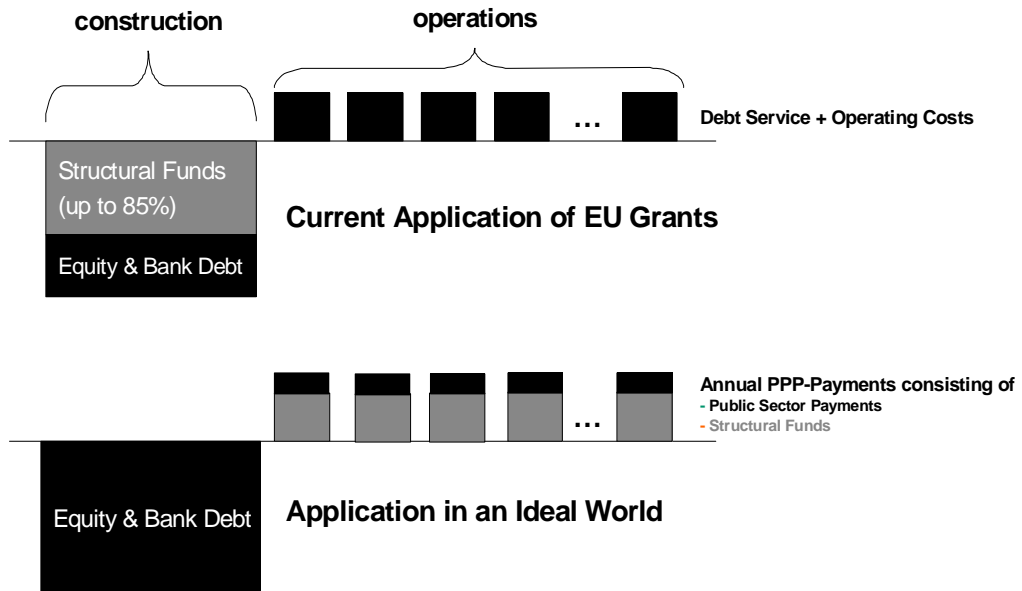 construction
operations
...
Debt Service + Operating Costs
Structural Funds
(up to 85%)
Current Application of EU Grants
Equity & Bank Debt
Annual PPP-Payments consisting of
- Public Sector Payments
- Structural Funds
...
Equity & Bank Debt
Application in an Ideal World